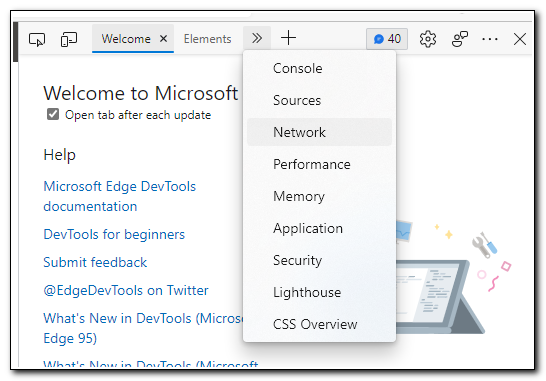 Welcome
Elements
40
Console
Sources
Network
Performance
Memory
Application
Security
Lighthouse
CSS Overview
Welcome to Microsoft
Open tab after each update
Help
Microsoft Edge DevTools
documentation
DevTools for beginners
Submit feedback
@EdgeDevTools on Twitter
What's New in DevTools (Microso
Edge 95)
What's New in DevTools (Microsoft